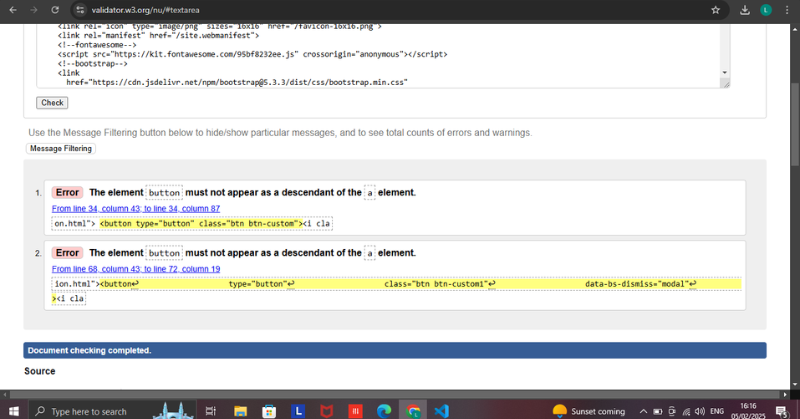 validator.w3.org/nu/#textarea
L
<link rel="icon" type="image/png" sizes="16x16" href="/favicon-16x16.png">
<link rel="manifest" href="/site.webmanifest">
<!--fontawesome-->
<script src="https://kit.fontawesome.com/95bf8232ee.js" crossorigin="anonymous"></script>
<!--bootstrap-->
<link
href="https://cdn.jsdelivr.net/npm/bootstrap@5.3.3/dist/css/bootstrap.min.css"
Check
Use the Message Filtering button below to hide/show particular messages, and to see total counts of errors and warnings.
Message Filtering
1. Error The element button must not appear as a descendant of the a element.
From line 34, column 43; to line 34, column 87
on.html"> <button type="button" class="btn btn-custom"><i cla
2. Error The element button must not appear as a descendant of the a element.
From line 68, column 43; to line 72, column 19
ion.html"><button↩ type="button"↩ class="btn btn-custom1"↩ data-bs-dismiss="modal"↩
><i cla
Document checking completed.
Source
Type here to search
L
Sunset coming
ENG
16:16
05/02/2025